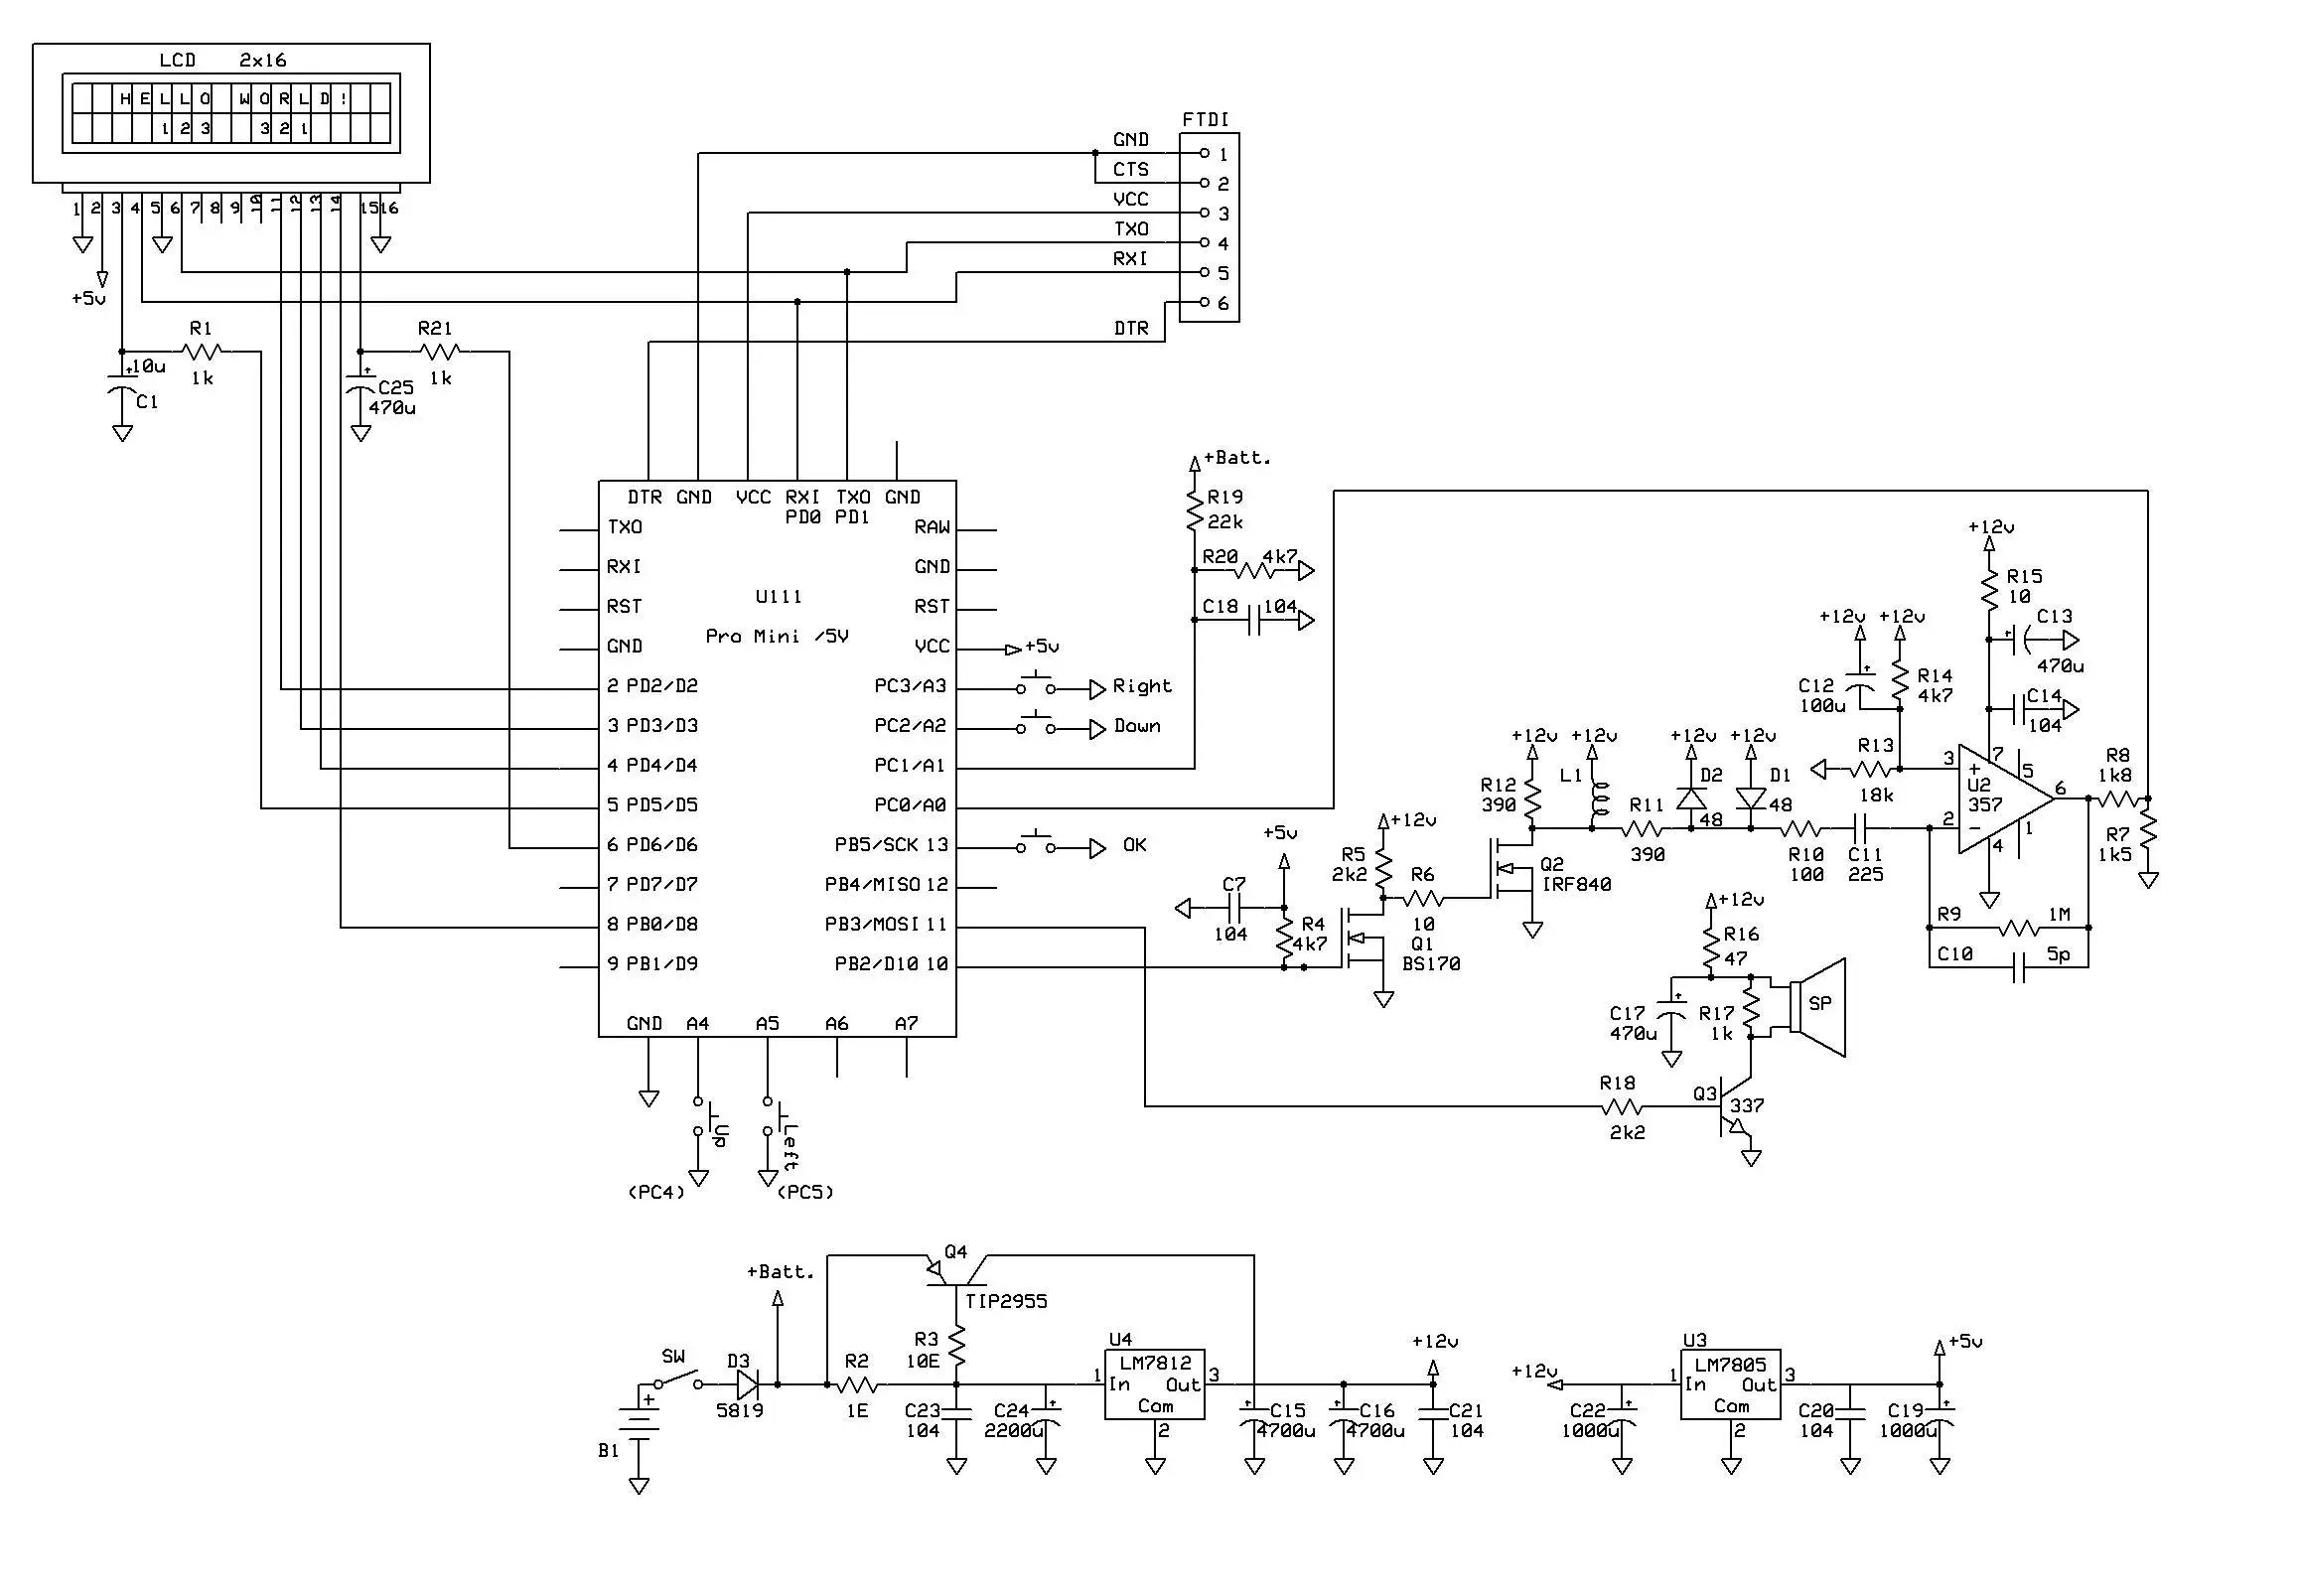 LCD 2x16
HELLO WORLD!
123 321
1 2 3 4 5 6 7 8 9 10 11 12 13 14 15 16
+5v
R1
1k
10u
C1
R21
1k
C25
470u
FTDI
GND 1
CTS 2
VCC 3
TXO 4
RXI 5
DTR 6
DTR GND VCC RXI TXO GND
PD0 PD1
TXO RAW
RXI GND
U111
RST RST
Pro Mini /5V
GND VCC +5v
2 PD2/D2 PC3/A3 Right
3 PD3/D3 PC2/A2 Down
4 PD4/D4 PC1/A1
5 PD5/D5 PC0/A0
6 PD6/D6 PB5/SCK 13 OK
7 PD7/D7 PB4/MISO 12
8 PB0/D8 PB3/MOSI 11
9 PB1/D9 PB2/D10 10
GND A4 A5 A6 A7
Up
Left
(PC4) (PC5)
+Batt.
R19
22k
R20 4k7
C18 104
+5v
C7
104
R4
4k7
+12v
R5
2k2
R6
10
Q1
BS170
+12v
R12
390
+12v
L1
Q2
IRF840
R11
390
+12v
D2
48
+12v
D1
48
R10
100
C11
225
+12v
C12
100u
+12v
R14
4k7
R13
18k
+12v
R15
10
C13
470u
C14
104
3 + 7 5
U2
357
6
2 - 4 1
R8
1k8
R7
1k5
R9 1M
C10 5p
+12v
R16
47
C17
470u
R17
1k
SP
R18
2k2
Q3
337
Q4
TIP2955
+Batt.
SW
B1
+
D3
5819
R2
1E
R3
10E
C23
104
C24
2200u
U4
LM7812
1 In Out 3
Com
2
C15
4700u
C16
4700u
+12v
C21
104
+12v
C22
1000u
U3
LM7805
1 In Out 3
Com
2
C20
104
C19
1000u
+5v